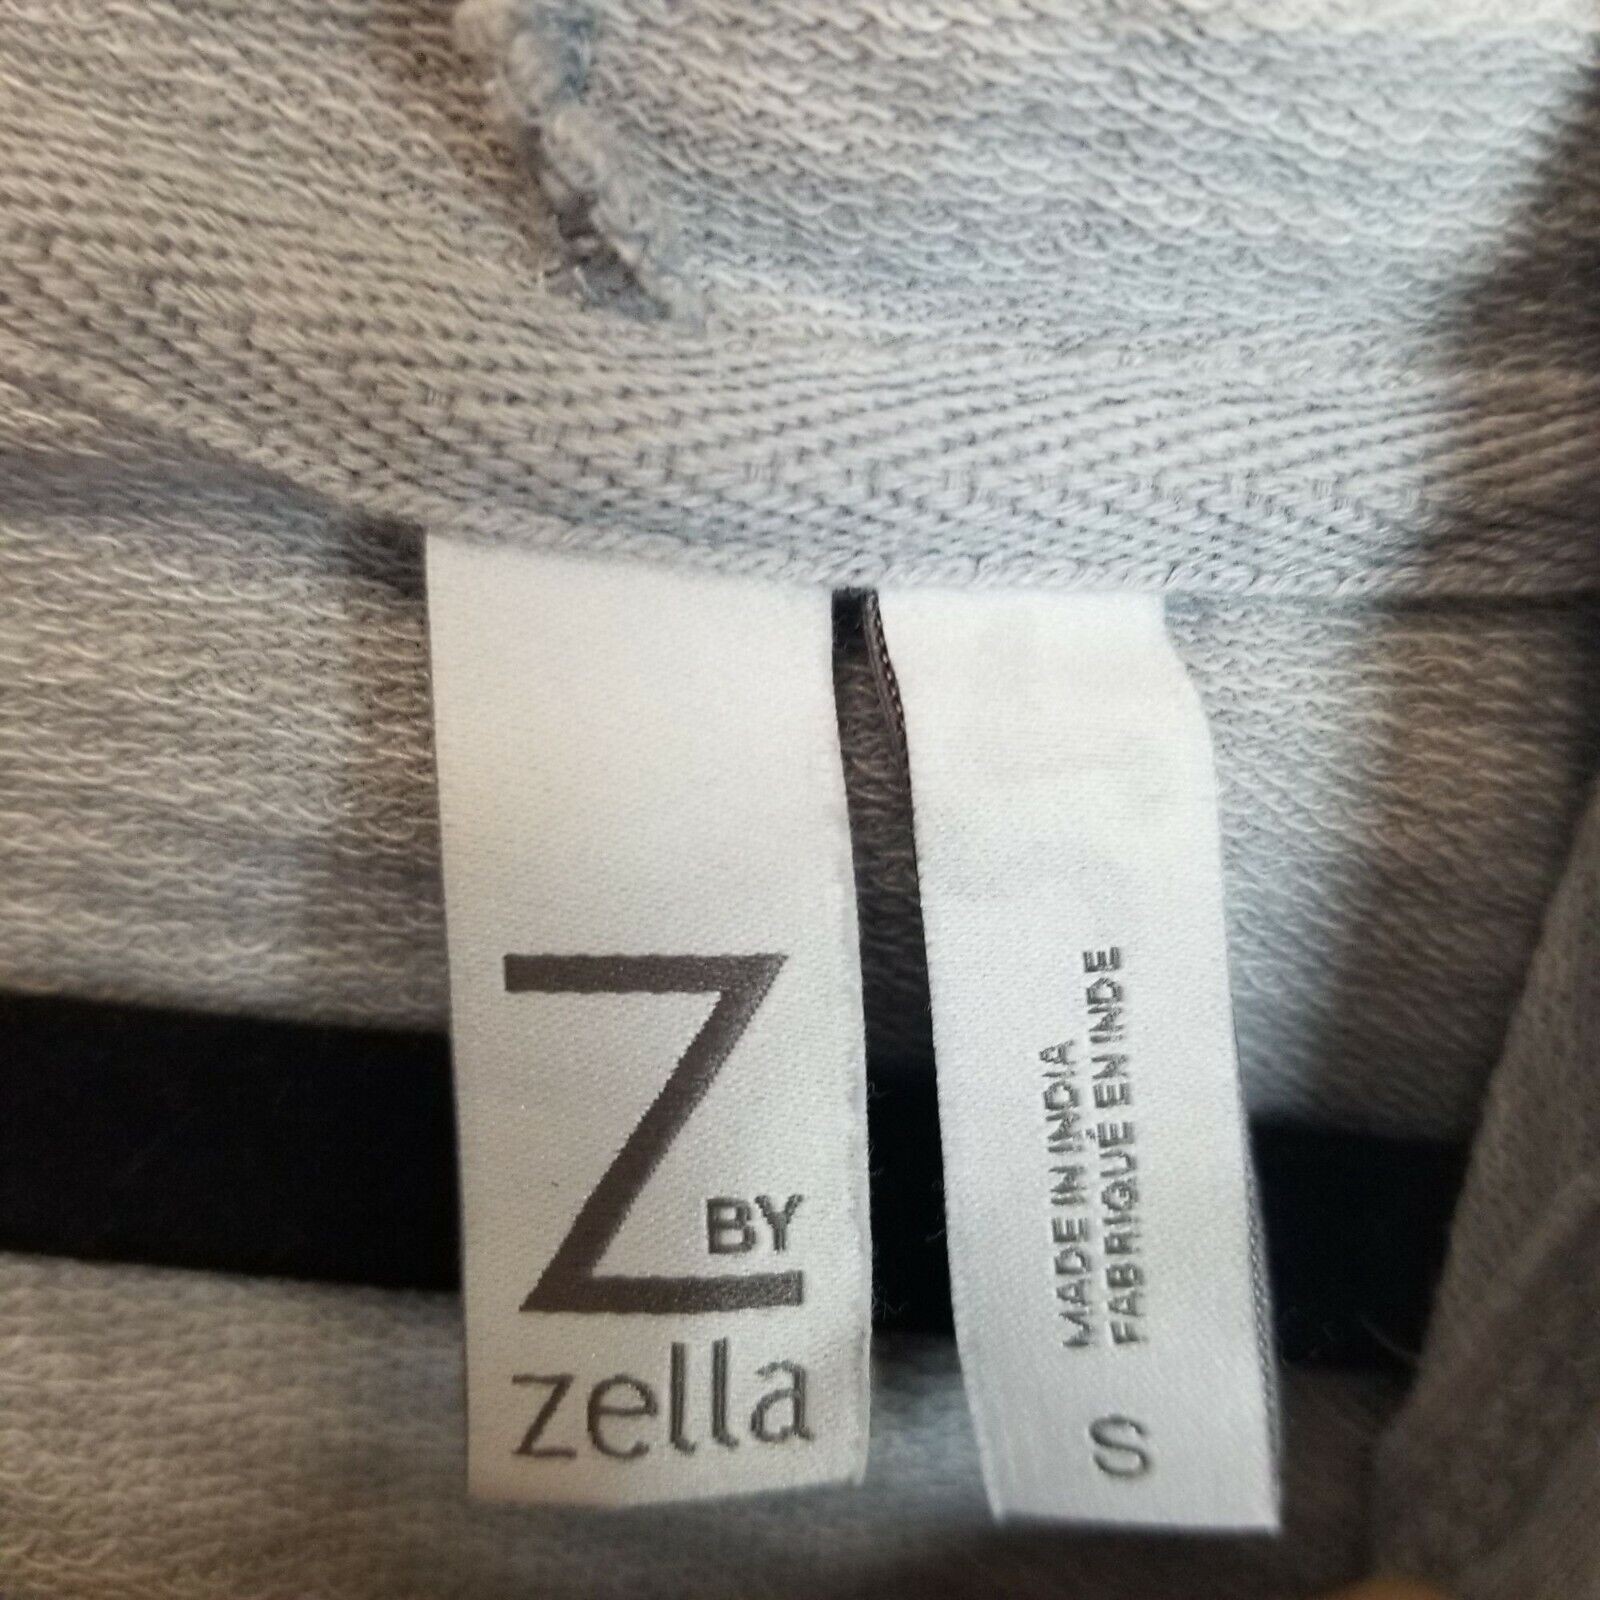 Z BY
zella
MADE IN INDIA
FABRIQUÉ EN INDE
S